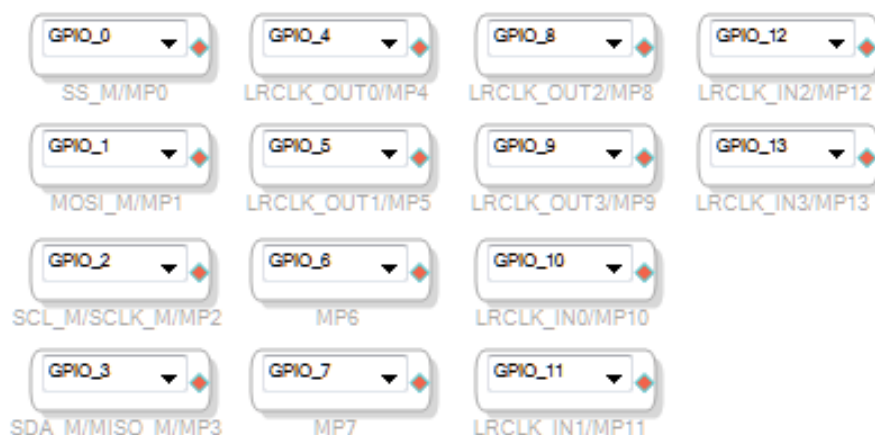 GPIO_0 GPIO_4 GPIO_8 GPIO_12
SS_M/MP0 LRCLK_OUT0/MP4 LRCLK_OUT2/MP8 LRCLK_IN2/MP12
GPIO_1 GPIO_5 GPIO_9 GPIO_13
MOSI_M/MP1 LRCLK_OUT1/MP5 LRCLK_OUT3/MP9 LRCLK_IN3/MP13
GPIO_2 GPIO_6 GPIO_10
SCL_M/SCLK_M/MP2 MP6 LRCLK_IN0/MP10
GPIO_3 GPIO_7 GPIO_11
SDA_M/MISO_M/MP3 MP7 LRCLK_IN1/MP11